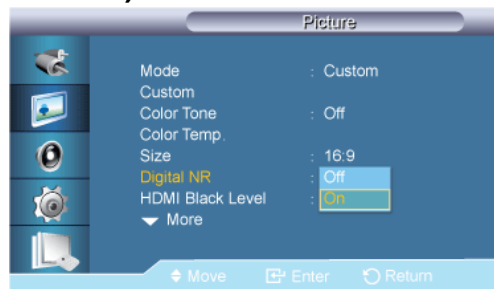 Picture
Mode : Custom
Custom
Color Tone : Off
Color Temp.
Size : 16:9
Digital NR : Off
HDMI Black Level : On
More
Move Enter Return